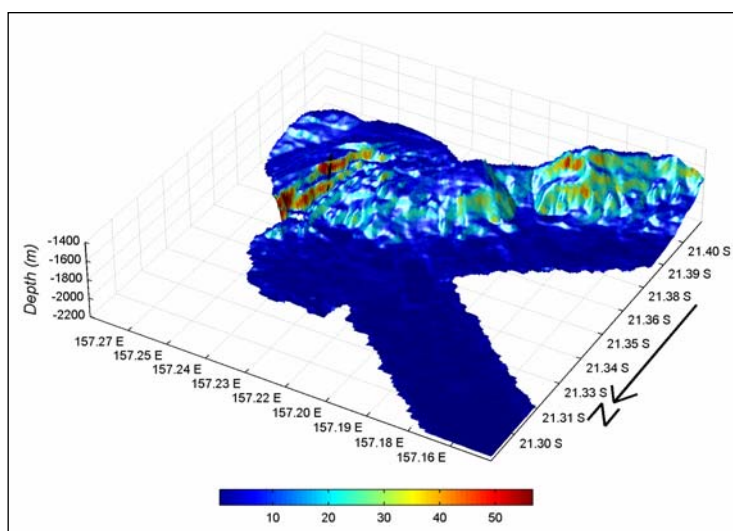 -1400
-1600
-1800
-2000
-2200
Depth (m)
157.27 E
157.25 E
157.24 E
157.23 E
157.22 E
157.20 E
157.19 E
157.18 E
157.16 E
21.40 S
21.39 S
21.38 S
21.36 S
21.35 S
21.34 S
21.33 S
21.31 S
21.30 S
N
10 20 30 40 50